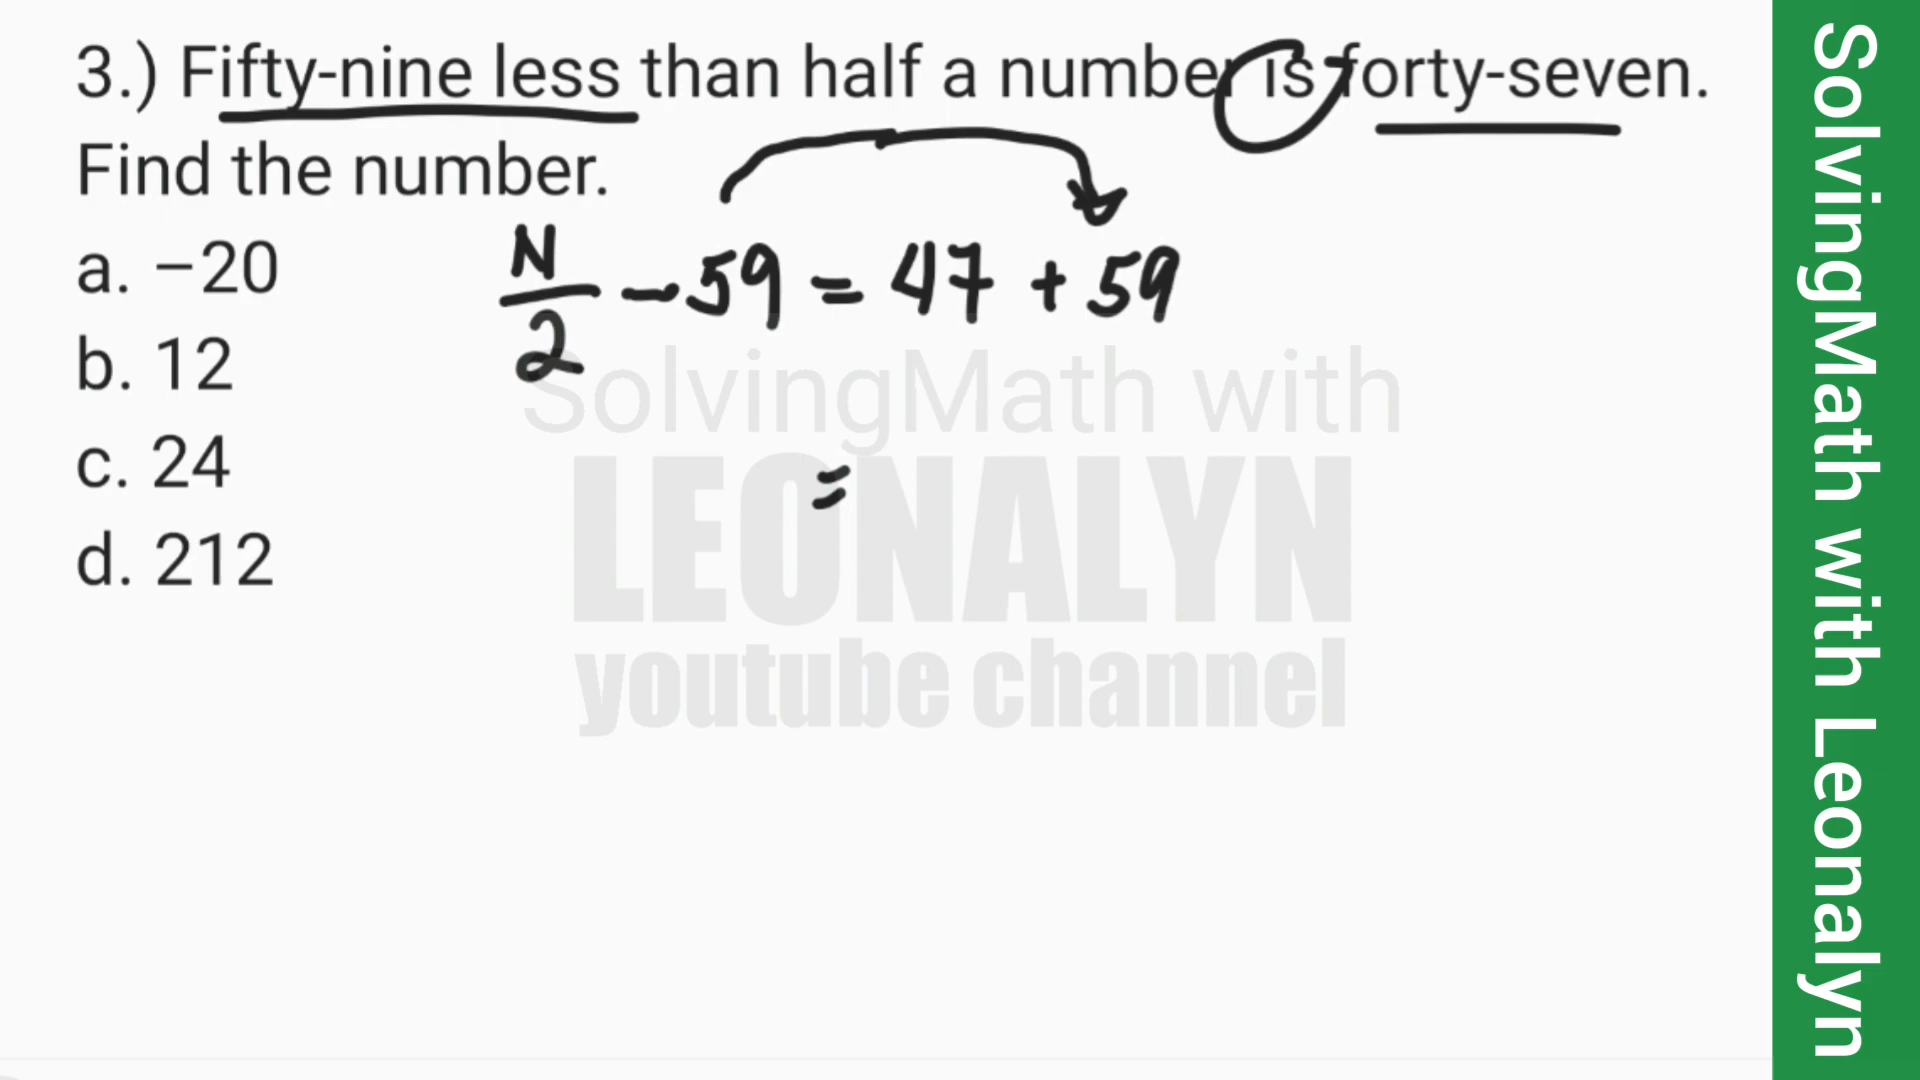 3.) Fifty-nine less than half a number is forty-seven.
Find the number.
a. –20
b. 12
c. 24
d. 212
N/2 - 59 = 47 + 59
=
SolvingMath with
LEONALYN
youtube channel
SolvingMath with Leonalyn